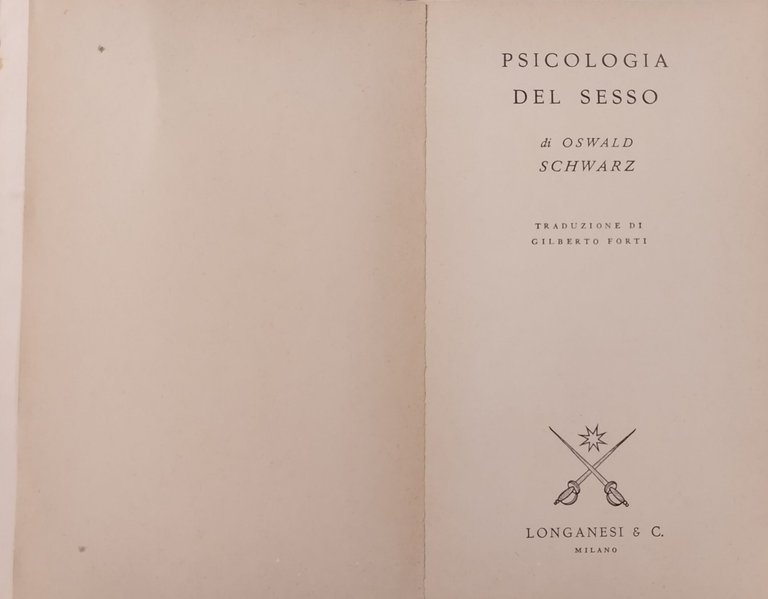 PSICOLOGIA
DEL SESSO
di OSWALD
SCHWARZ
TRADUZIONE DI
GILBERTO FORTI
LONGANESI & C.
MILANO